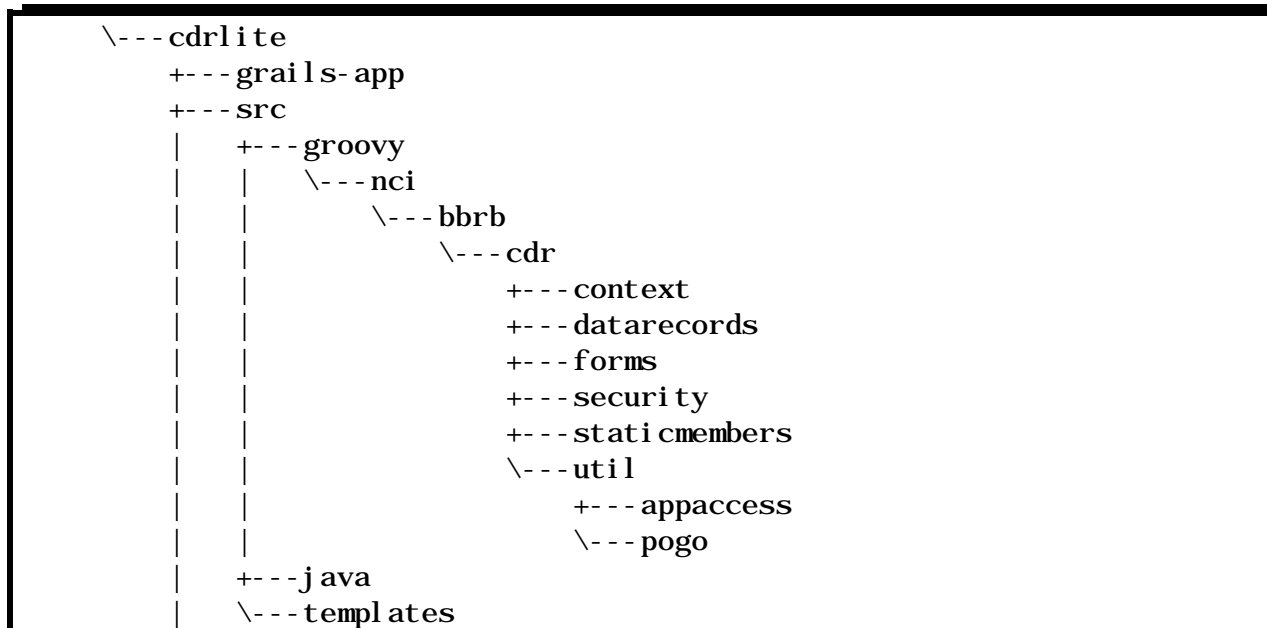 \---cdrlite
    +---grails-app
    +---src
    |   +---groovy
    |   |   \---nci
    |   |       \---bbrb
    |   |           \---cdr
    |   |               +---context
    |   |               +---datarecords
    |   |               +---forms
    |   |               +---security
    |   |               +---staticmembers
    |   |               \---util
    |   |                   +---appaccess
    |   |                   \---pogo
    |   +---java
    |   \---templates